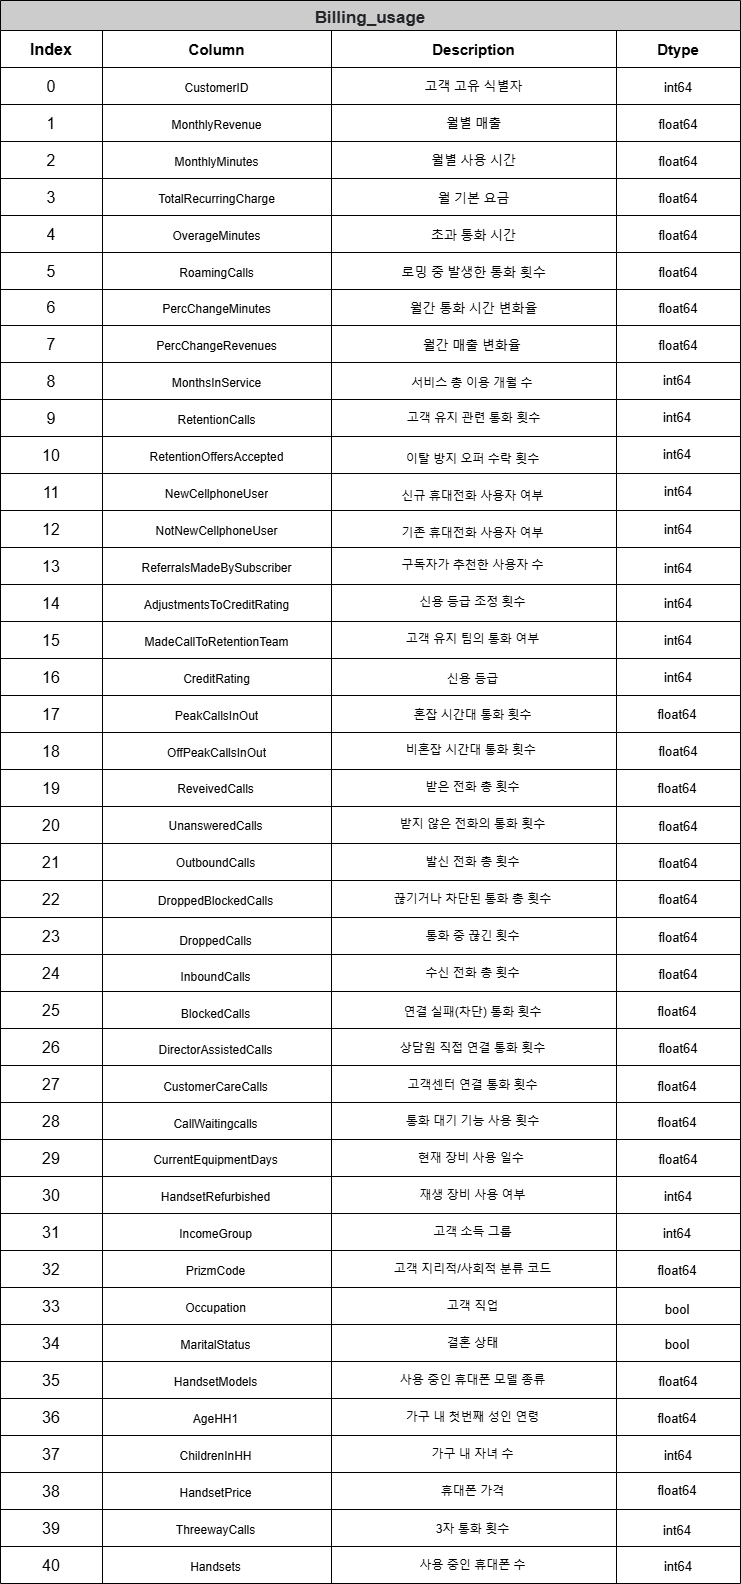 Billing_usage
Index Column Description Dtype
0 CustomerID 고객 고유 식별자 int64
1 MonthlyRevenue 월별 매출 float64
2 MonthlyMinutes 월별 사용 시간 float64
3 TotalRecurringCharge 월 기본 요금 float64
4 OverageMinutes 초과 통화 시간 float64
5 RoamingCalls 로밍 중 발생한 통화 횟수 float64
6 PercChangeMinutes 월간 통화 시간 변화율 float64
7 PercChangeRevenues 월간 매출 변화율 float64
8 MonthsInService 서비스 총 이용 개월 수 int64
9 RetentionCalls 고객 유지 관련 통화 횟수 int64
10 RetentionOffersAccepted 이탈 방지 오퍼 수락 횟수 int64
11 NewCellphoneUser 신규 휴대전화 사용자 여부 int64
12 NotNewCellphoneUser 기존 휴대전화 사용자 여부 int64
13 ReferralsMadeBySubscriber 구독자가 추천한 사용자 수 int64
14 AdjustmentsToCreditRating 신용 등급 조정 횟수 int64
15 MadeCallToRetentionTeam 고객 유지 팀의 통화 여부 int64
16 CreditRating 신용 등급 int64
17 PeakCallsInOut 혼잡 시간대 통화 횟수 float64
18 OffPeakCallsInOut 비혼잡 시간대 통화 횟수 float64
19 ReveivedCalls 받은 전화 총 횟수 float64
20 UnansweredCalls 받지 않은 전화의 통화 횟수 float64
21 OutboundCalls 발신 전화 총 횟수 float64
22 DroppedBlockedCalls 끊기거나 차단된 통화 총 횟수 float64
23 DroppedCalls 통화 중 끊긴 횟수 float64
24 InboundCalls 수신 전화 총 횟수 float64
25 BlockedCalls 연결 실패(차단) 통화 횟수 float64
26 DirectorAssistedCalls 상담원 직접 연결 통화 횟수 float64
27 CustomerCareCalls 고객센터 연결 통화 횟수 float64
28 CallWaitingcalls 통화 대기 기능 사용 횟수 float64
29 CurrentEquipmentDays 현재 장비 사용 일수 float64
30 HandsetRefurbished 재생 장비 사용 여부 int64
31 IncomeGroup 고객 소득 그룹 int64
32 PrizmCode 고객 지리적/사회적 분류 코드 float64
33 Occupation 고객 직업 bool
34 MaritalStatus 결혼 상태 bool
35 HandsetModels 사용 중인 휴대폰 모델 종류 float64
36 AgeHH1 가구 내 첫번째 성인 연령 float64
37 ChildrenInHH 가구 내 자녀 수 int64
38 HandsetPrice 휴대폰 가격 float64
39 ThreewayCalls 3자 통화 횟수 int64
40 Handsets 사용 중인 휴대폰 수 int64